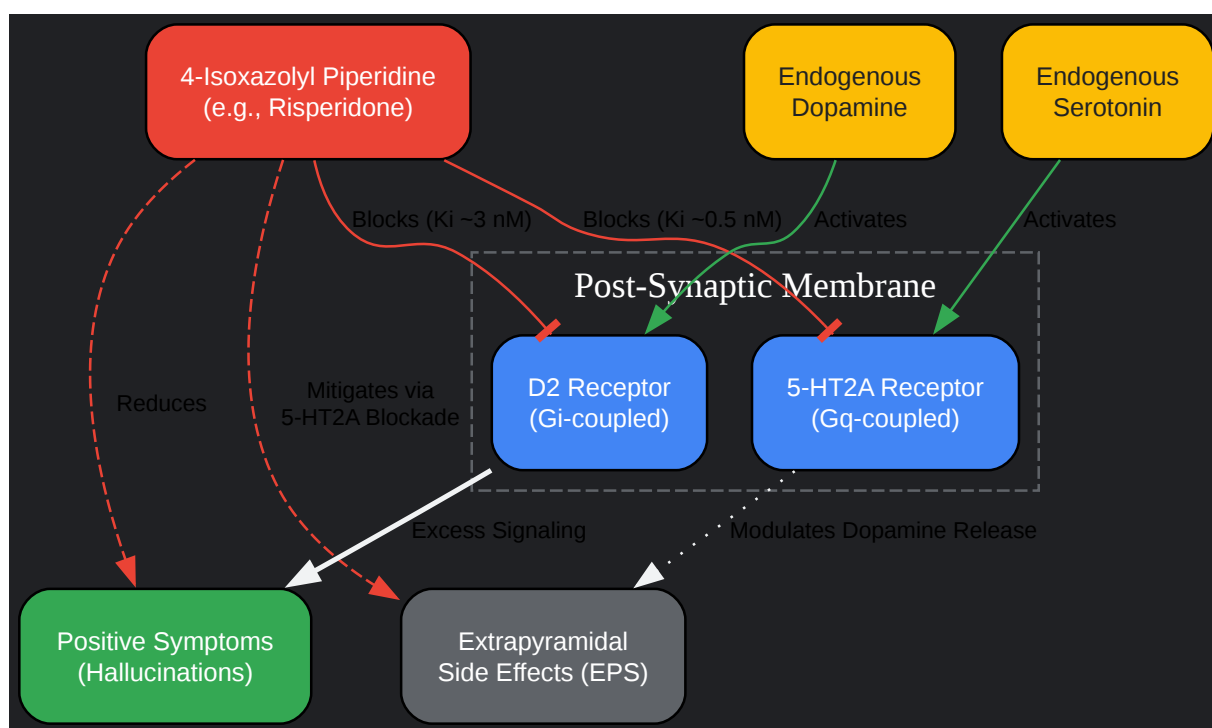 4-Isoxazolyl Piperidine
(e.g., Risperidone)
Endogenous
Dopamine
Endogenous
Serotonin
Blocks (Ki ~3 nM)
Blocks (Ki ~0.5 nM)
Activates
Activates
Post-Synaptic Membrane
Reduces
Mitigates via
5-HT2A Blockade
D2 Receptor
(Gi-coupled)
5-HT2A Receptor
(Gq-coupled)
Excess Signaling
Modulates Dopamine Release
Positive Symptoms
(Hallucinations)
Extrapyramidal
Side Effects (EPS)